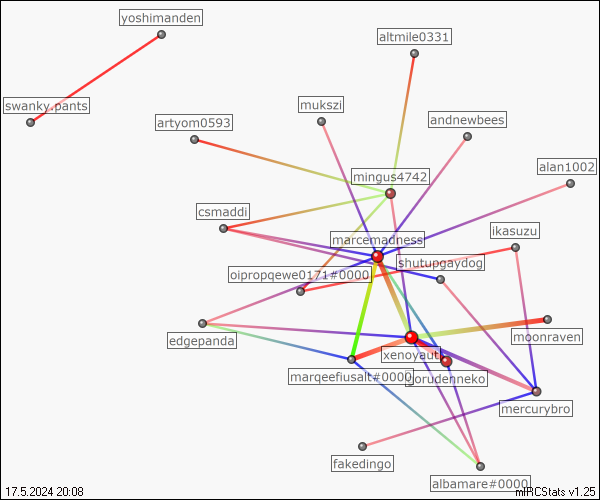 yoshimanden
altmile0331
swanky.pants
mukszi
artyom0593
andnewbees
alan1002
mingus4742
csmaddi
ikasuzu
marcemadness
shutupgaydog
oipropqewe0171#0000
edgepanda
moonraven
xenoyaut
marqeefiusalt#0000
jorudenneko
mercurybro
fakedingo
albamare#0000
17.5.2024 20:08
mIRCStats v1.25